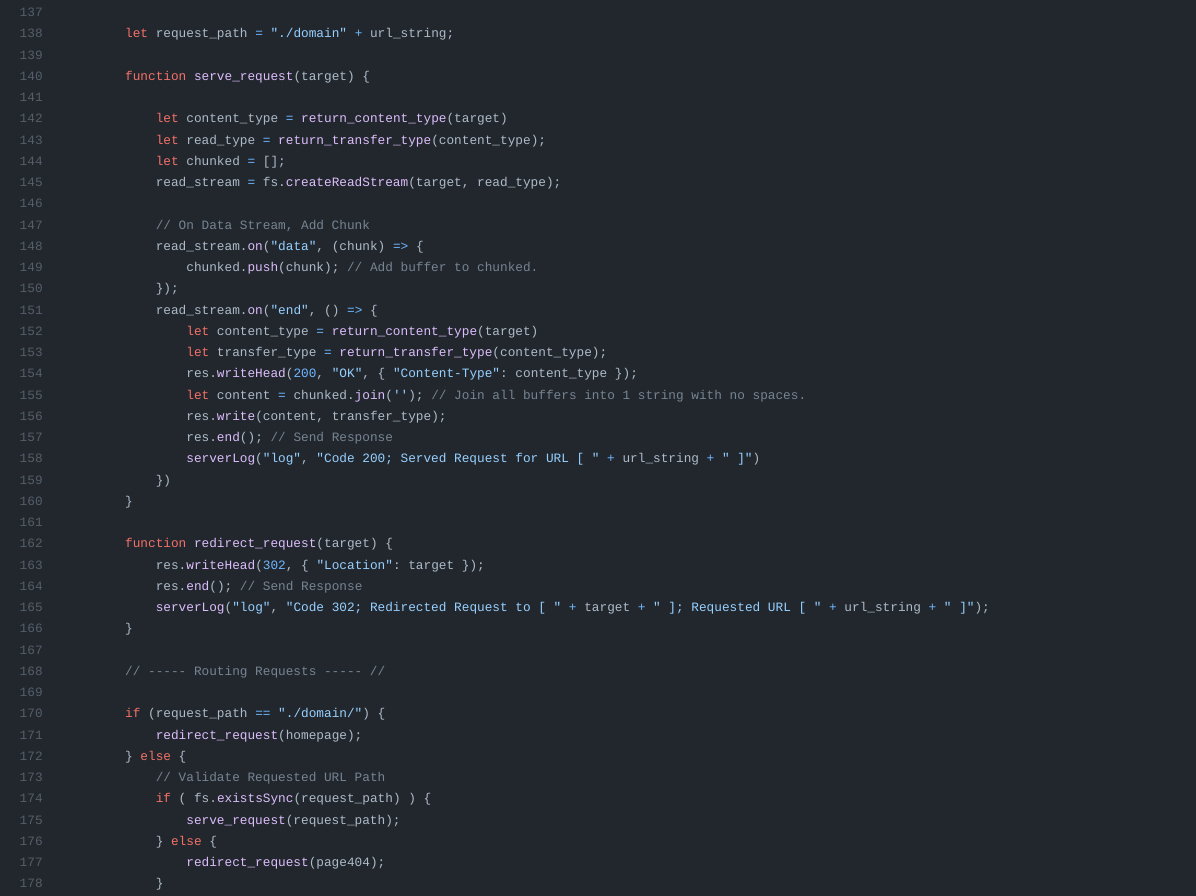 137
138 let request_path = "./domain" + url_string;
139
140 function serve_request(target) {
141
142 let content_type = return_content_type(target)
143 let read_type = return_transfer_type(content_type);
144 let chunked = [];
145 read_stream = fs.createReadStream(target, read_type);
146
147 // On Data Stream, Add Chunk
148 read_stream.on("data", (chunk) => {
149 chunked.push(chunk); // Add buffer to chunked.
150 });
151 read_stream.on("end", () => {
152 let content_type = return_content_type(target)
153 let transfer_type = return_transfer_type(content_type);
154 res.writeHead(200, "OK", { "Content-Type": content_type });
155 let content = chunked.join(''); // Join all buffers into 1 string with no spaces.
156 res.write(content, transfer_type);
157 res.end(); // Send Response
158 serverLog("log", "Code 200; Served Request for URL [ " + url_string + " ]")
159 })
160 }
161
162 function redirect_request(target) {
163 res.writeHead(302, { "Location": target });
164 res.end(); // Send Response
165 serverLog("log", "Code 302; Redirected Request to [ " + target + " ]; Requested URL [ " + url_string + " ]");
166 }
167
168 // ----- Routing Requests ----- //
169
170 if (request_path == "./domain/") {
171 redirect_request(homepage);
172 } else {
173 // Validate Requested URL Path
174 if ( fs.existsSync(request_path) ) {
175 serve_request(request_path);
176 } else {
177 redirect_request(page404);
178 }